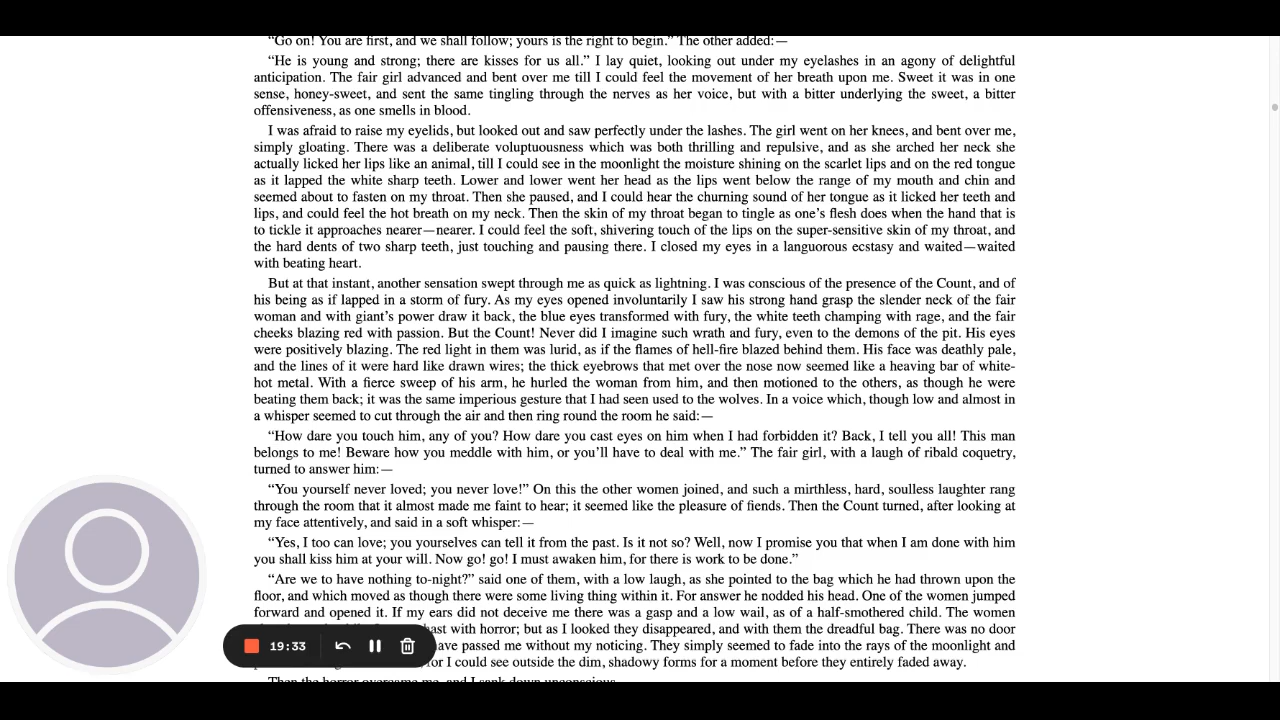 “Go on! You are first, and we shall follow; yours is the right to begin.” The other added:—
“He is young and strong; there are kisses for us all.” I lay quiet, looking out under my eyelashes in an agony of delightful
anticipation. The fair girl advanced and bent over me till I could feel the movement of her breath upon me. Sweet it was in one
sense, honey-sweet, and sent the same tingling through the nerves as her voice, but with a bitter underlying the sweet, a bitter
offensiveness, as one smells in blood.
I was afraid to raise my eyelids, but looked out and saw perfectly under the lashes. The girl went on her knees, and bent over me,
simply gloating. There was a deliberate voluptuousness which was both thrilling and repulsive, and as she arched her neck she
actually licked her lips like an animal, till I could see in the moonlight the moisture shining on the scarlet lips and on the red tongue
as it lapped the white sharp teeth. Lower and lower went her head as the lips went below the range of my mouth and chin and
seemed about to fasten on my throat. Then she paused, and I could hear the churning sound of her tongue as it licked her teeth and
lips, and could feel the hot breath on my neck. Then the skin of my throat began to tingle as one’s flesh does when the hand that is
to tickle it approaches nearer—nearer. I could feel the soft, shivering touch of the lips on the super-sensitive skin of my throat, and
the hard dents of two sharp teeth, just touching and pausing there. I closed my eyes in a languorous ecstasy and waited—waited
with beating heart.
But at that instant, another sensation swept through me as quick as lightning. I was conscious of the presence of the Count, and of
his being as if lapped in a storm of fury. As my eyes opened involuntarily I saw his strong hand grasp the slender neck of the fair
woman and with giant’s power draw it back, the blue eyes transformed with fury, the white teeth champing with rage, and the fair
cheeks blazing red with passion. But the Count! Never did I imagine such wrath and fury, even to the demons of the pit. His eyes
were positively blazing. The red light in them was lurid, as if the flames of hell-fire blazed behind them. His face was deathly pale,
and the lines of it were hard like drawn wires; the thick eyebrows that met over the nose now seemed like a heaving bar of white-
hot metal. With a fierce sweep of his arm, he hurled the woman from him, and then motioned to the others, as though he were
beating them back; it was the same imperious gesture that I had seen used to the wolves. In a voice which, though low and almost in
a whisper seemed to cut through the air and then ring round the room he said:—
“How dare you touch him, any of you? How dare you cast eyes on him when I had forbidden it? Back, I tell you all! This man
belongs to me! Beware how you meddle with him, or you’ll have to deal with me.” The fair girl, with a laugh of ribald coquetry,
turned to answer him:—
“You yourself never loved; you never love!” On this the other women joined, and such a mirthless, hard, soulless laughter rang
through the room that it almost made me faint to hear; it seemed like the pleasure of fiends. Then the Count turned, after looking at
my face attentively, and said in a soft whisper:—
“Yes, I too can love; you yourselves can tell it from the past. Is it not so? Well, now I promise you that when I am done with him
you shall kiss him at your will. Now go! go! I must awaken him, for there is work to be done.”
“Are we to have nothing to-night?” said one of them, with a low laugh, as she pointed to the bag which he had thrown upon the
floor, and which moved as though there were some living thing within it. For answer he nodded his head. One of the women jumped
forward and opened it. If my ears did not deceive me there was a gasp and a low wail, as of a half-smothered child. The women
hast with horror; but as I looked they disappeared, and with them the dreadful bag. There was no door
have passed me without my noticing. They simply seemed to fade into the rays of the moonlight and
for I could see outside the dim, shadowy forms for a moment before they entirely faded away.
Then the horror overcame me, and I sank down unconscious.
19:33